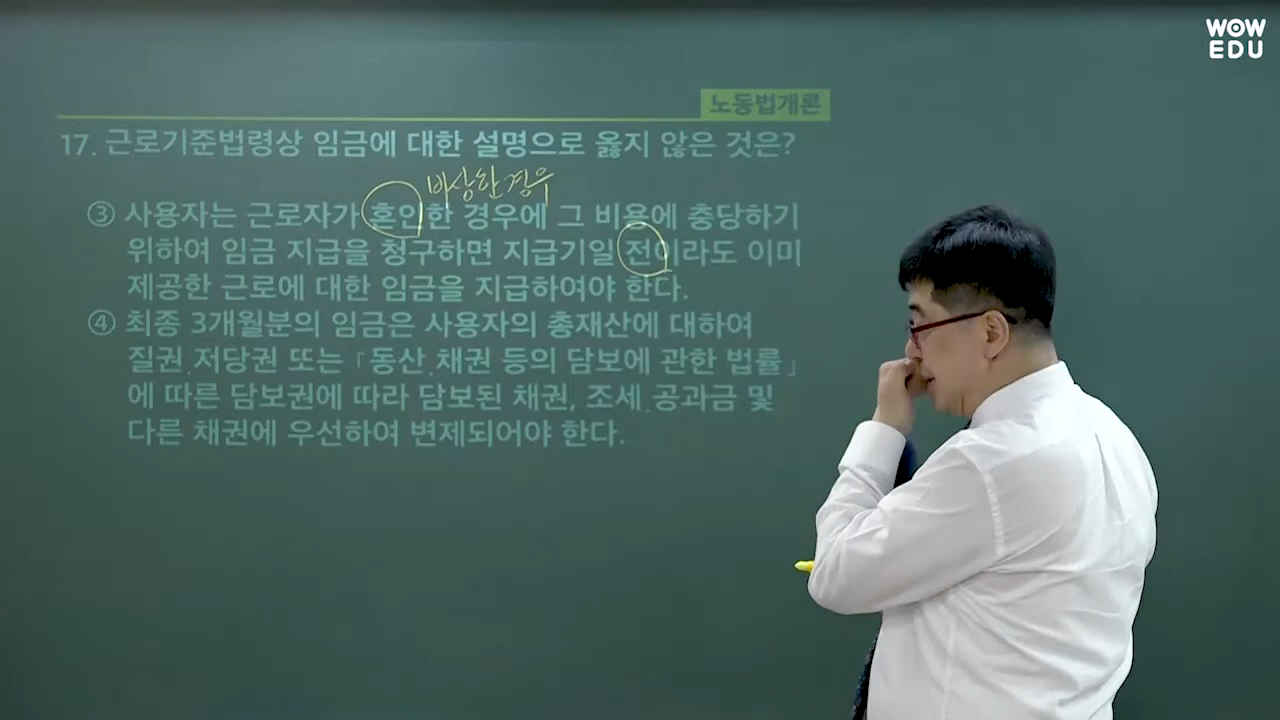 WOW
EDU
노동법개론
17. 근로기준법령상 임금에 대한 설명으로 옳지 않은 것은?
비상한 경우
③ 사용자는 근로자가 혼인한 경우에 그 비용에 충당하기
위하여 임금 지급을 청구하면 지급기일 전이라도 이미
제공한 근로에 대한 임금을 지급하여야 한다.
④ 최종 3개월분의 임금은 사용자의 총재산에 대하여
질권․저당권 또는 「동산․채권 등의 담보에 관한 법률」
에 따른 담보권에 따라 담보된 채권, 조세․공과금 및
다른 채권에 우선하여 변제되어야 한다.